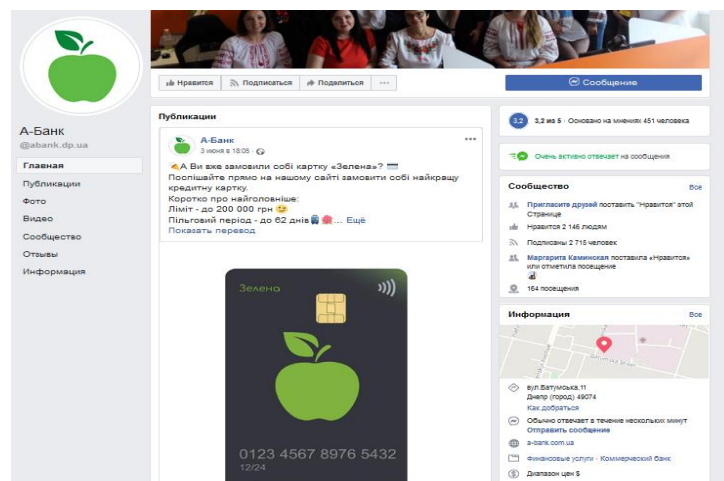 А-Банк
@abank.dp.ua
Главная
Публикации
Фото
Видео
Сообщество
Отзывы
Информация
Нравится
Подписаться
Поделиться
Сообщение
Публикации
А-Банк
3 июня в 18:05
А Ви вже замовили собі картку «Зелена»?
Поспішайте прямо на нашому сайті замовити собі найкращу
кредитну картку.
Коротко про найголовніше:
Ліміт - до 200 000 грн
Пільговий період - до 62 днів ... Ещё
Показать перевод
Зелена
0123 4567 8976 5432
12/24
3,2
3,2 из 5 · Основано на мнениях 451 человека
Очень активно отвечает на сообщения
Сообщество
Все
Пригласите друзей поставить "Нравится" этой
Странице
Нравится 2 146 людям
Подписаны 2 715 человек
Маргарита Каминская поставила «Нравится»
или отметила посещение
164 посещения
Информация
Все
вул.Батумська,11
Днепр (город) 49074
Как добраться
Обычно отвечает в течение нескольких минут
Отправить сообщение
a-bank.com.ua
Финансовые услуги · Коммерческий банк
Диапазон цен $